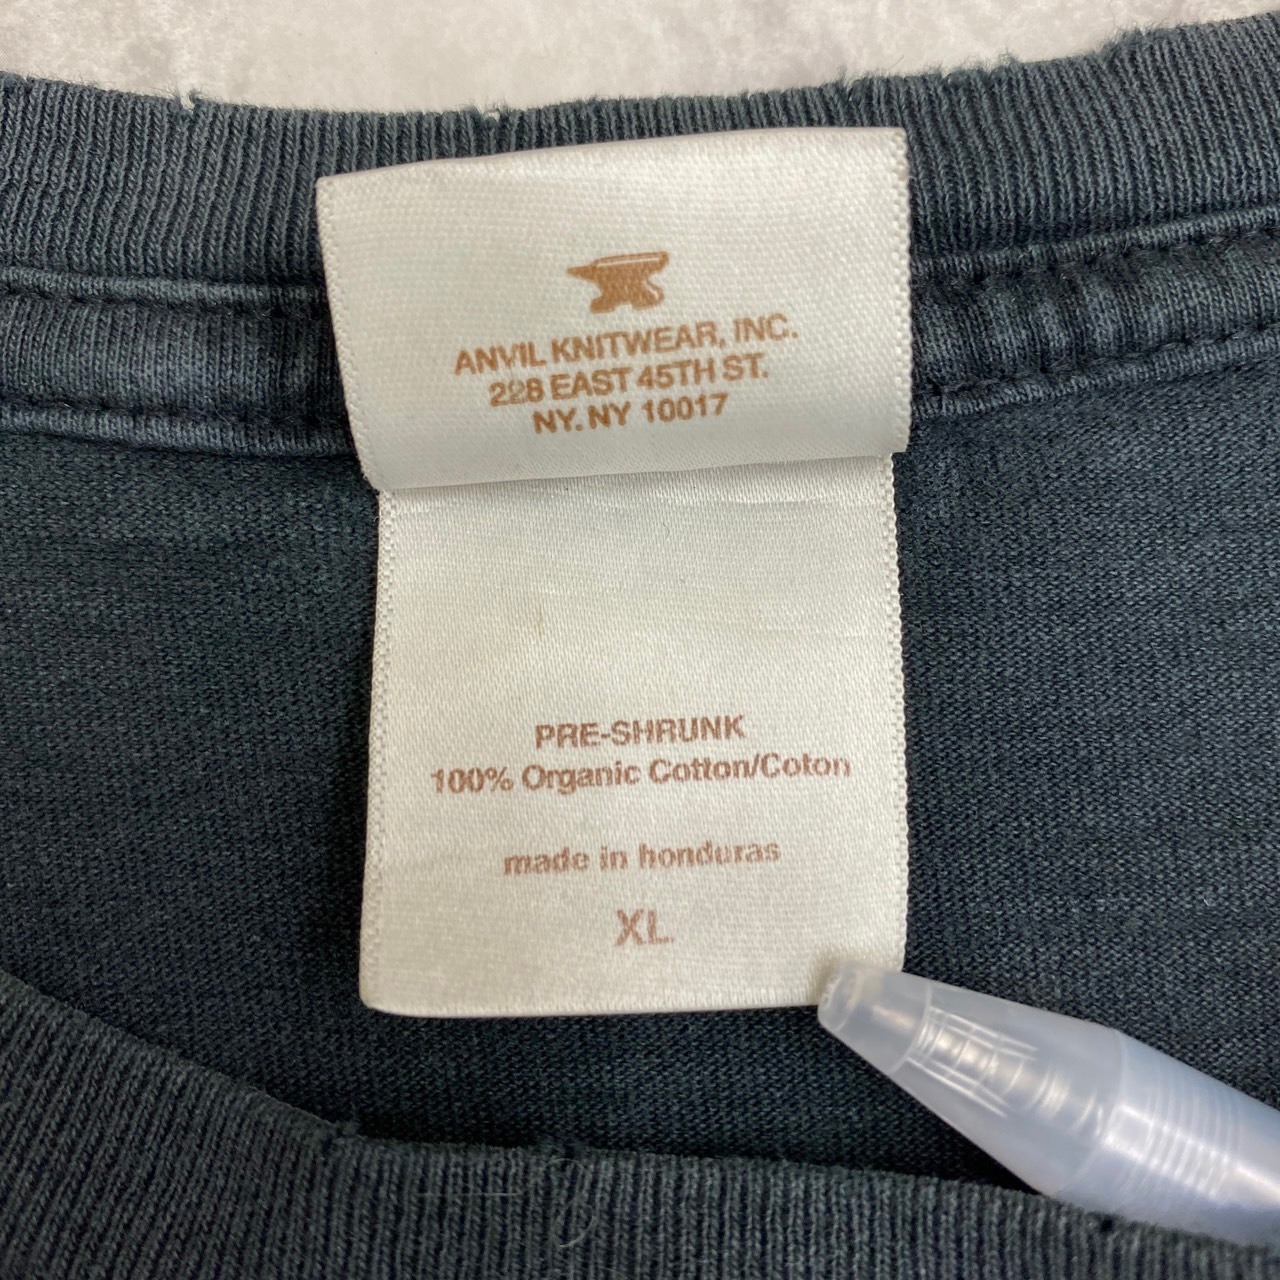 ANVIL KNITWEAR, INC.
228 EAST 45TH ST.
NY. NY 10017
PRE-SHRUNK
100% Organic Cotton/Coton
made in honduras
XL